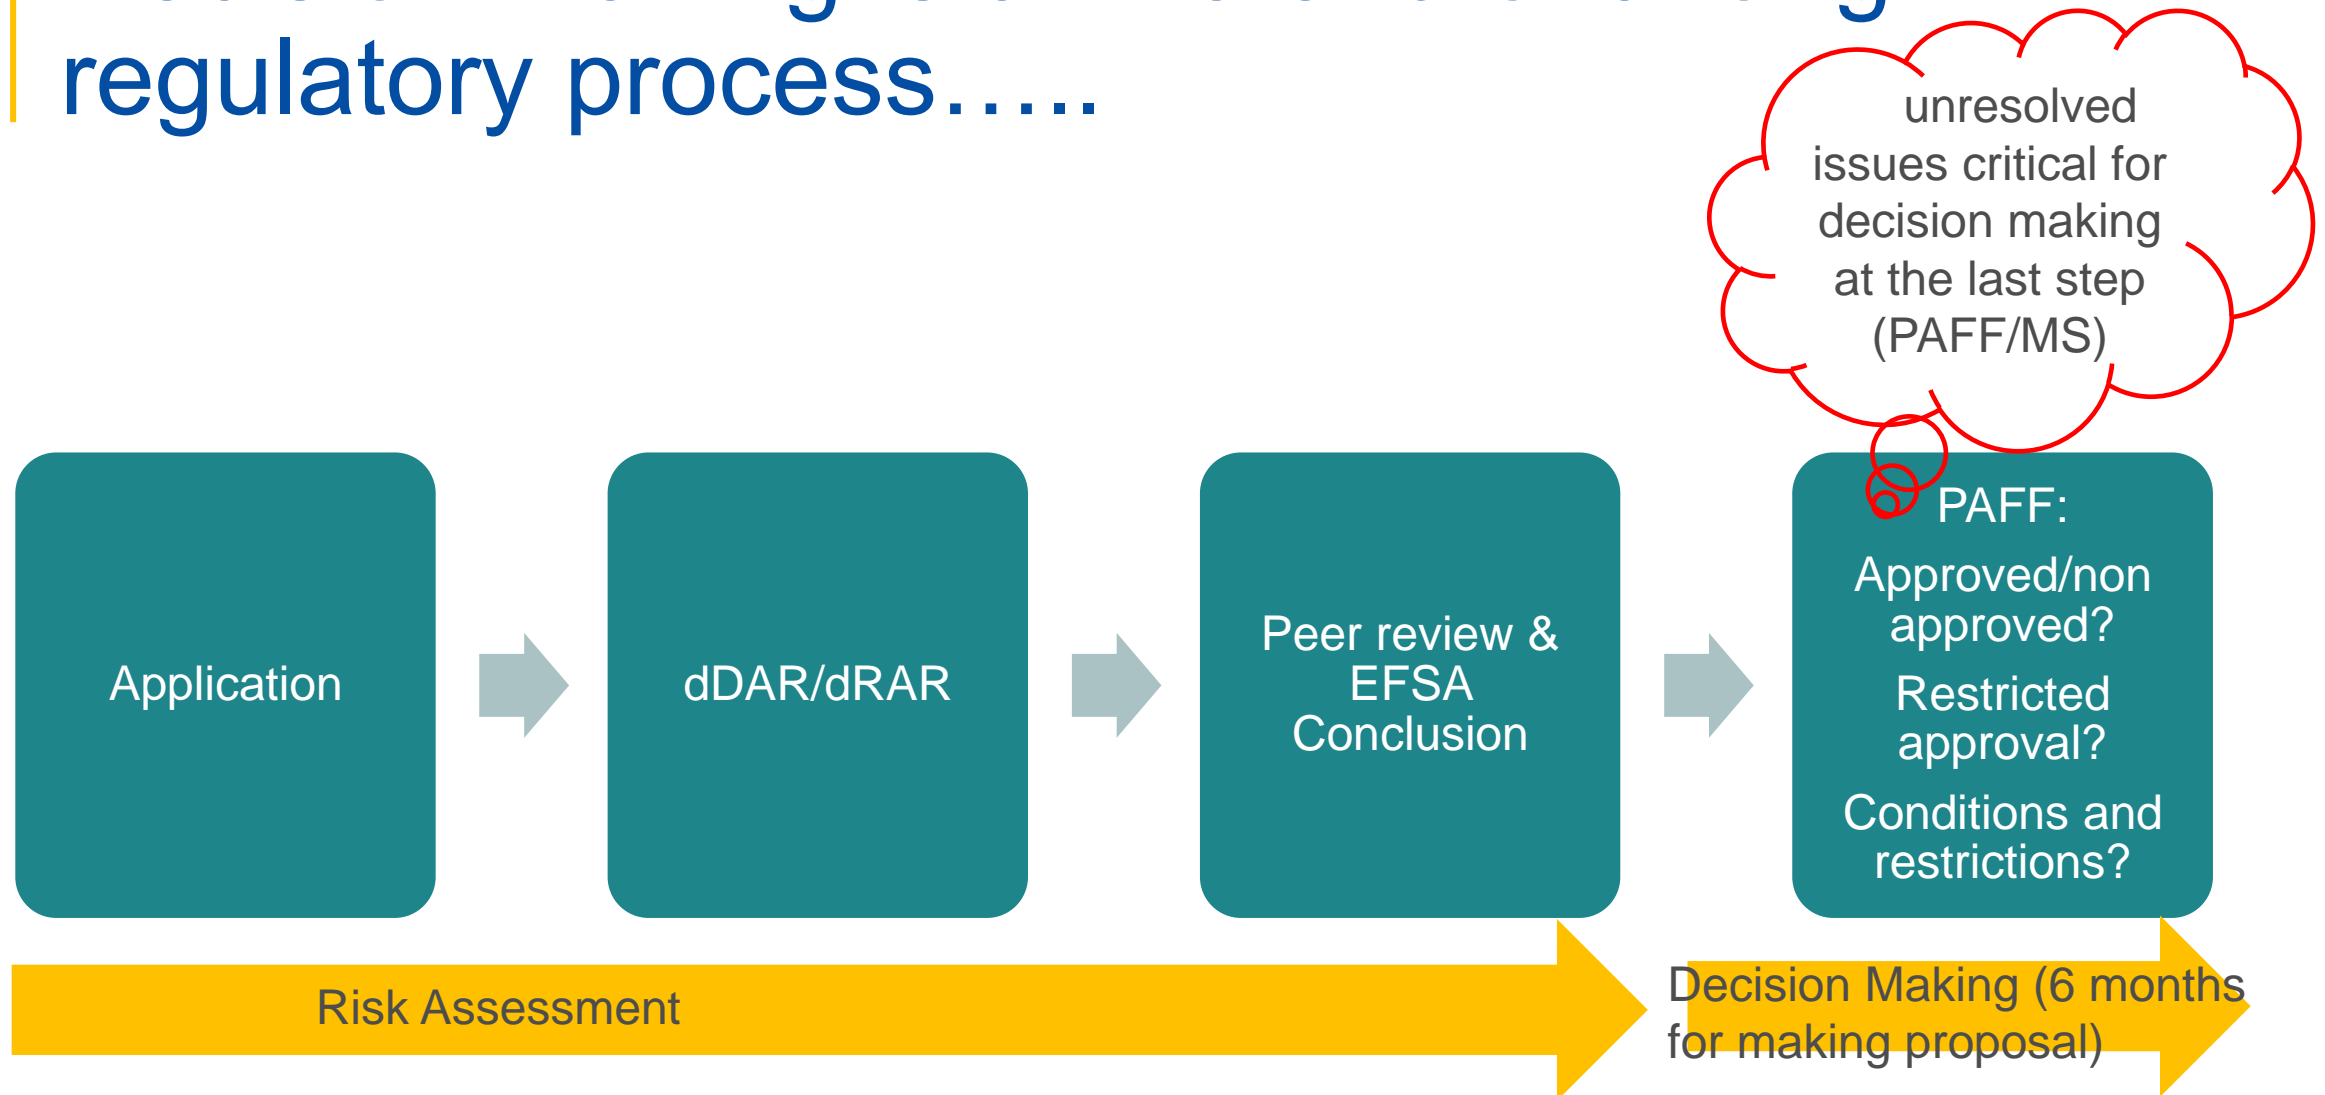 regulatory process…..
unresolved
issues critical for
decision making
at the last step
(PAFF/MS)
Application
dDAR/dRAR
Peer review &
EFSA
Conclusion
PAFF:
Approved/non
approved?
Restricted
approval?
Conditions and
restrictions?
Risk Assessment
Decision Making (6 months
for making proposal)